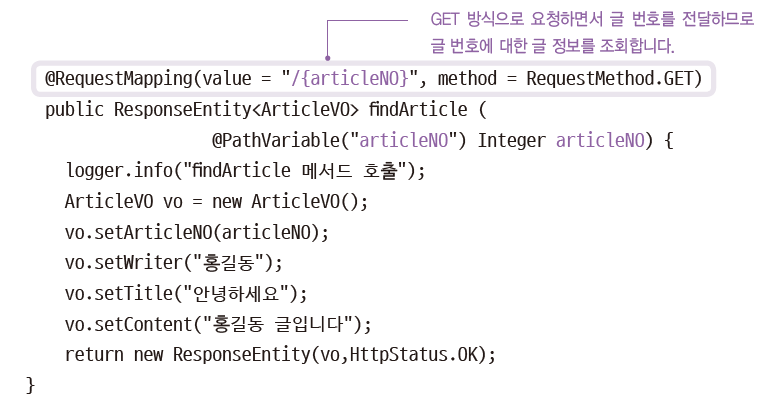 GET 방식으로 요청하면서 글 번호를 전달하므로
글 번호에 대한 글 정보를 조회합니다.
@RequestMapping(value = "/{articleNO}", method = RequestMethod.GET)
public ResponseEntity<ArticleVO> findArticle (
@PathVariable("articleNO") Integer articleNO) {
logger.info("findArticle 메서드 호출");
ArticleVO vo = new ArticleVO();
vo.setArticleNO(articleNO);
vo.setWriter("홍길동");
vo.setTitle("안녕하세요");
vo.setContent("홍길동 글입니다");
return new ResponseEntity(vo,HttpStatus.OK);
}